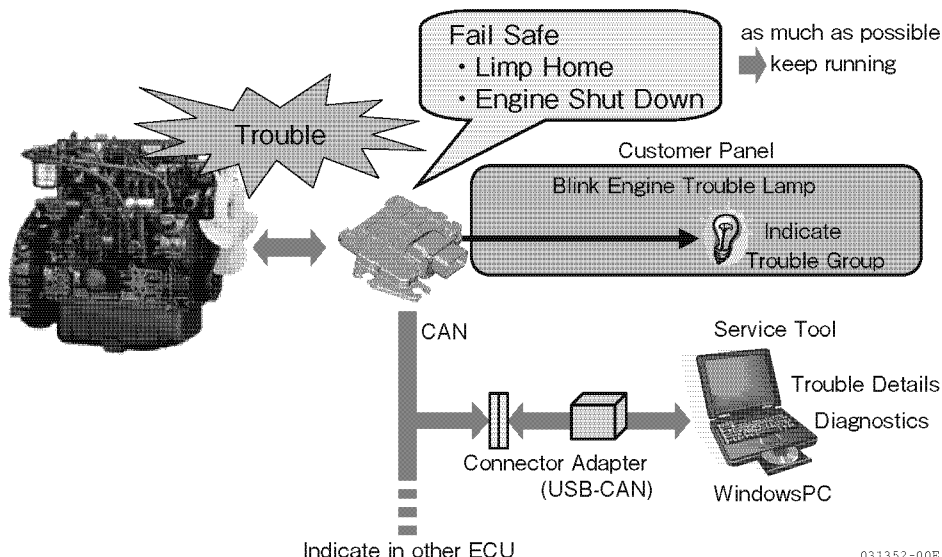 Fail Safe
・Limp Home
・Engine Shut Down
as much as possible
keep running
Trouble
Customer Panel
Blink Engine Trouble Lamp
Indicate
Trouble Group
CAN
Service Tool
Trouble Details
Diagnostics
Connector Adapter
(USB-CAN)
WindowsPC
Indicate in other ECU
031352-00E